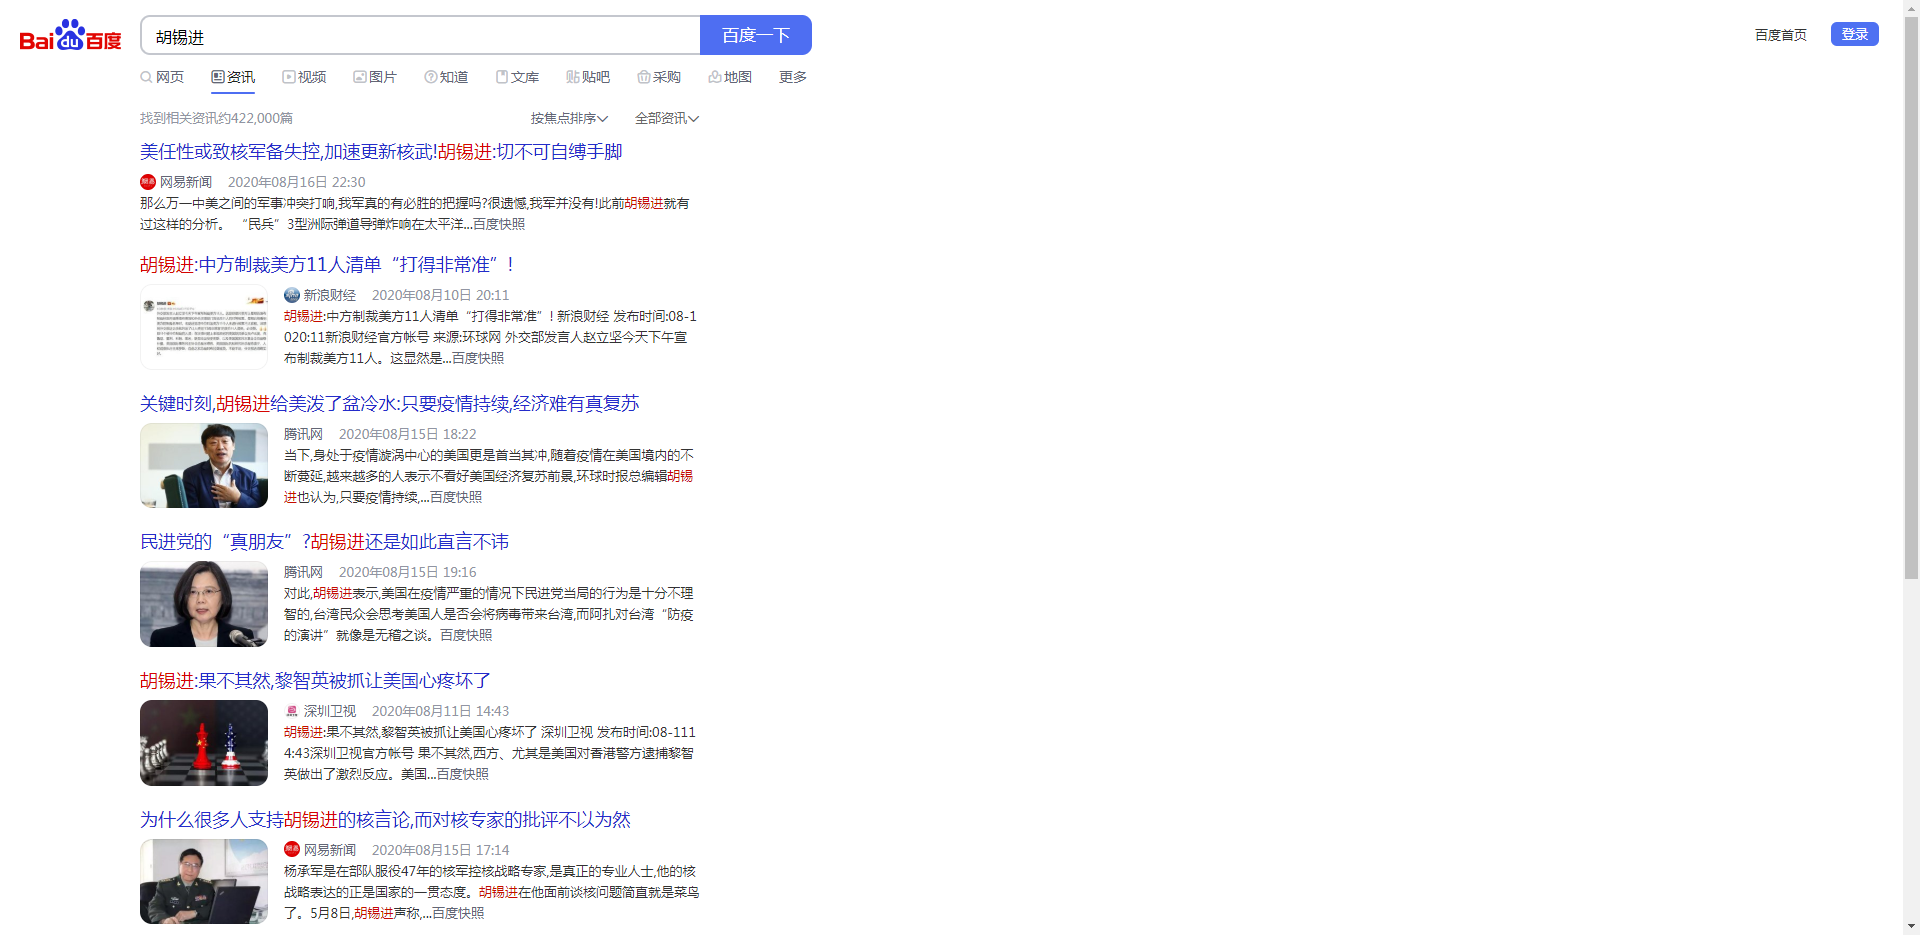 Bai du 百度
胡锡进
百度一下
百度首页
登录
网页 资讯 视频 图片 知道 文库 贴吧 采购 地图 更多
找到相关资讯约422,000篇
按焦点排序
全部资讯
美任性或致核军备失控,加速更新核武!胡锡进:切不可自缚手脚
网易新闻 2020年08月16日 22:30
那么万一中美之间的军事冲突打响,我军真的有必胜的把握吗?很遗憾,我军并没有!此前胡锡进就有
过这样的分析。 “民兵”3型洲际弹道导弹炸响在太平洋...百度快照
胡锡进:中方制裁美方11人清单“打得非常准”!
新浪财经 2020年08月10日 20:11
胡锡进:中方制裁美方11人清单“打得非常准”! 新浪财经 发布时间:08-1
020:11新浪财经官方帐号 来源:环球网 外交部发言人赵立坚今天下午宣
布制裁美方11人。这显然是...百度快照
关键时刻,胡锡进给美泼了盆冷水:只要疫情持续,经济难有真复苏
腾讯网 2020年08月15日 18:22
当下,身处于疫情漩涡中心的美国更是首当其冲,随着疫情在美国境内的不
断蔓延,越来越多的人表示不看好美国经济复苏前景,环球时报总编辑胡锡
进也认为,只要疫情持续,...百度快照
民进党的“真朋友”?胡锡进还是如此直言不讳
腾讯网 2020年08月15日 19:16
对此,胡锡进表示,美国在疫情严重的情况下民进党当局的行为是十分不理
智的,台湾民众会思考美国人是否会将病毒带来台湾,而阿扎对台湾“防疫
的演讲”就像是无稽之谈。百度快照
胡锡进:果不其然,黎智英被抓让美国心疼坏了
深圳卫视 2020年08月11日 14:43
胡锡进:果不其然,黎智英被抓让美国心疼坏了 深圳卫视 发布时间:08-111
4:43深圳卫视官方帐号 果不其然,西方、尤其是美国对香港警方逮捕黎智
英做出了激烈反应。美国...百度快照
为什么很多人支持胡锡进的核言论,而对核专家的批评不以为然
网易新闻 2020年08月15日 17:14
杨承军是在部队服役47年的核军控核战略专家,是真正的专业人士,他的核
战略表达的正是国家的一贯态度。胡锡进在他面前谈核问题简直就是菜鸟
了。5月8日,胡锡进声称,...百度快照